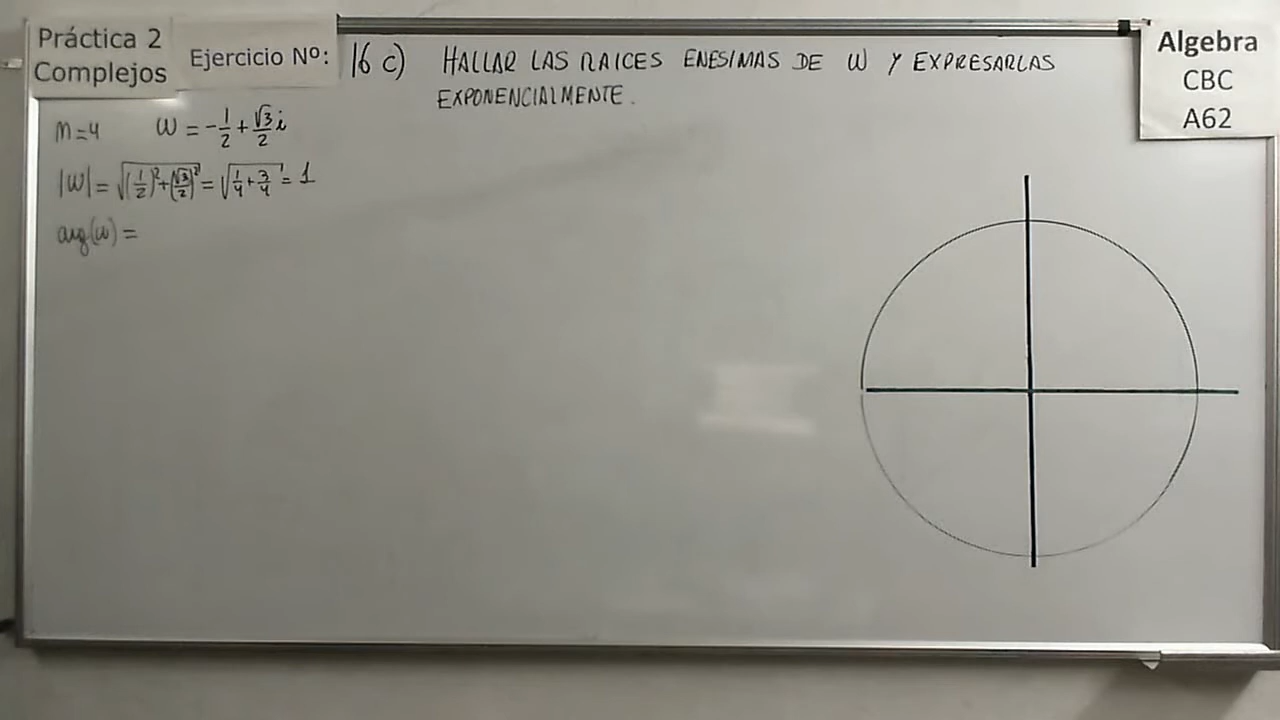 Práctica 2
Complejos
Ejercicio Nº: 16 c) HALLAR LAS RAICES ENESIMAS DE W Y EXPRESARLAS
EXPONENCIALMENTE.
Algebra
CBC
A62
n=4 W = -1/2 + √3/2 i
|W| = √((1/2)² + (√3/2)²) = √(1/4 + 3/4) = 1
arg(w) =